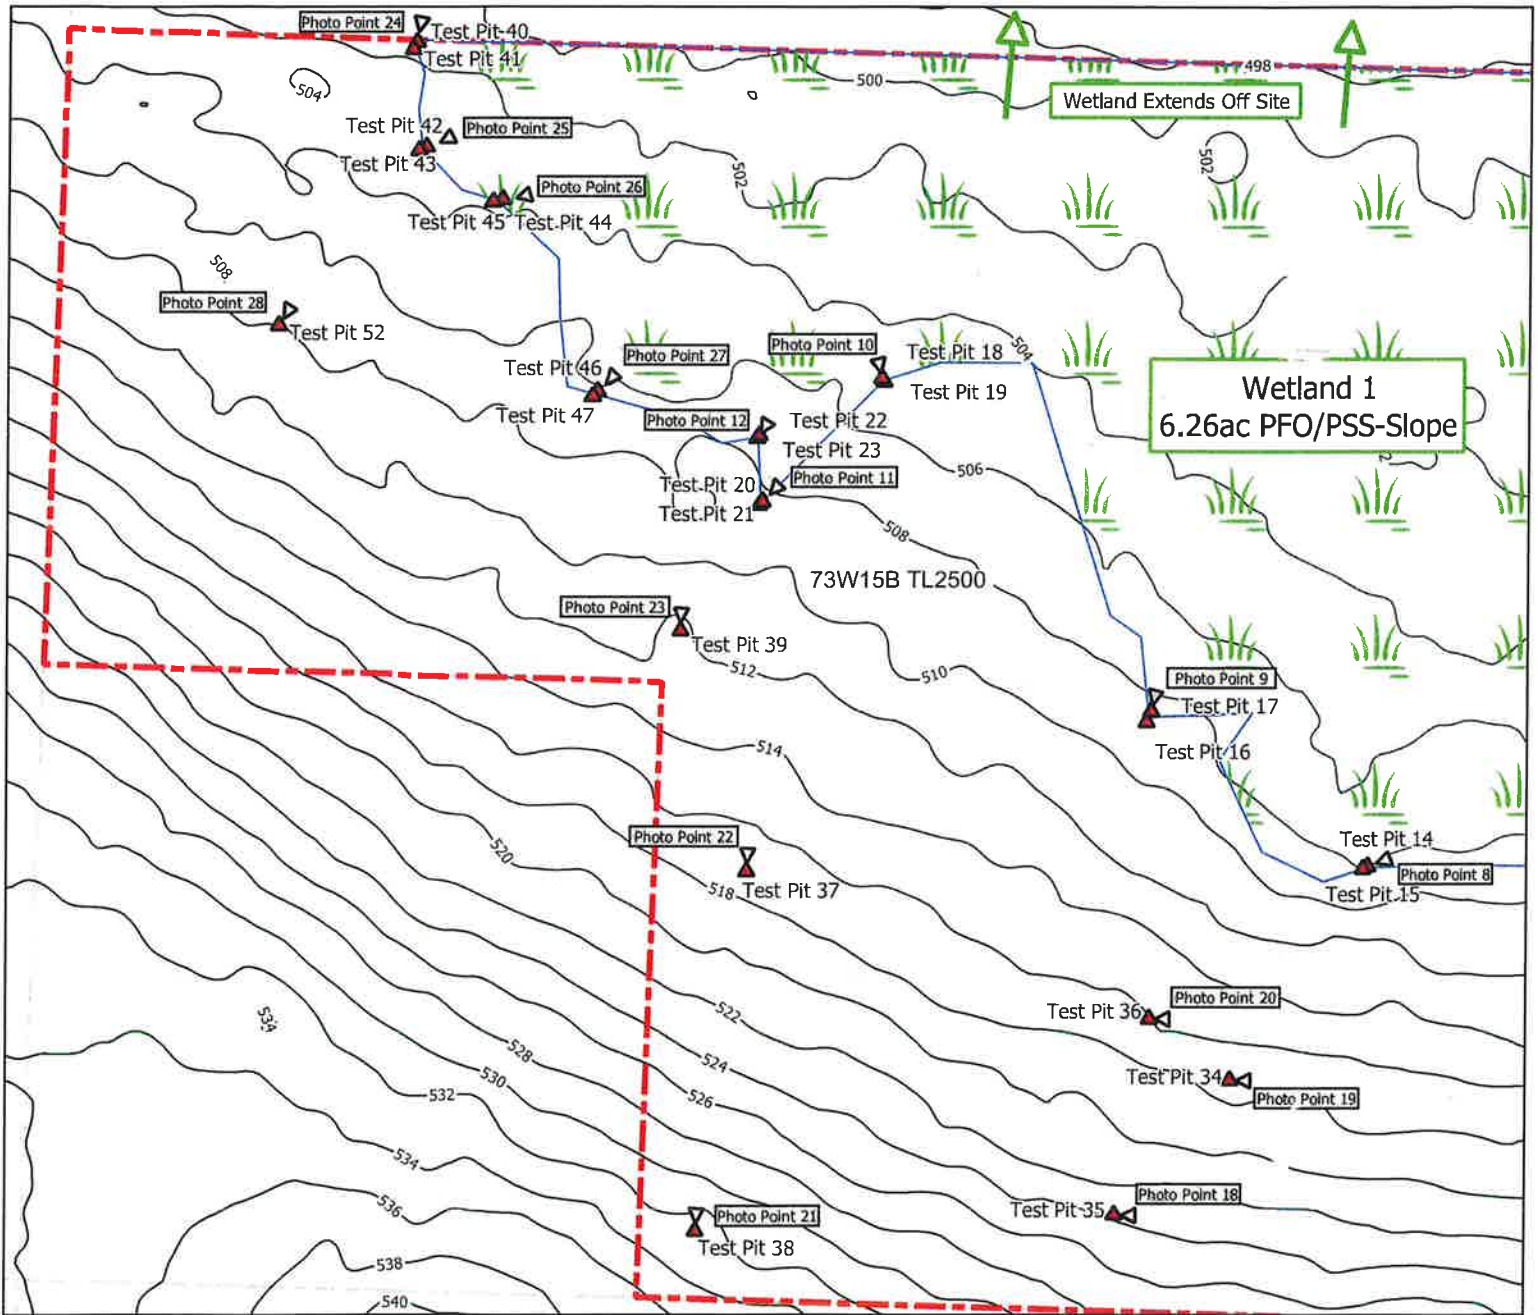 Photo Point 24
Test Pit 40
Test Pit 41
498
500
504
Wetland Extends Off Site
Test Pit 42
Photo Point 25
Test Pit 43
502
502
Photo Point 26
Test Pit 45
Test Pit 44
508
Photo Point 28
Test Pit 52
Test Pit 46
Photo Point 27
Test Pit 47
Photo Point 10
Test Pit 18
504
Test Pit 19
Wetland 1
6.26ac PFO/PSS-Slope
Photo Point 12
Test Pit 22
Test Pit 23
506
Test Pit 20
Photo Point 11
Test Pit 21
508
73W15B TL2500
Photo Point 23
Test Pit 39
512
510
Photo Point 9
Test Pit 17
Test Pit 16
514
Photo Point 22
Test Pit 37
518
520
Test Pit 14
Photo Point 8
Test Pit 15
Photo Point 20
Test Pit 36
522
534
528
524
530
526
532
Test Pit 34
Photo Point 19
534
Photo Point 18
Test Pit 35
536
Photo Point 21
Test Pit 38
538
540